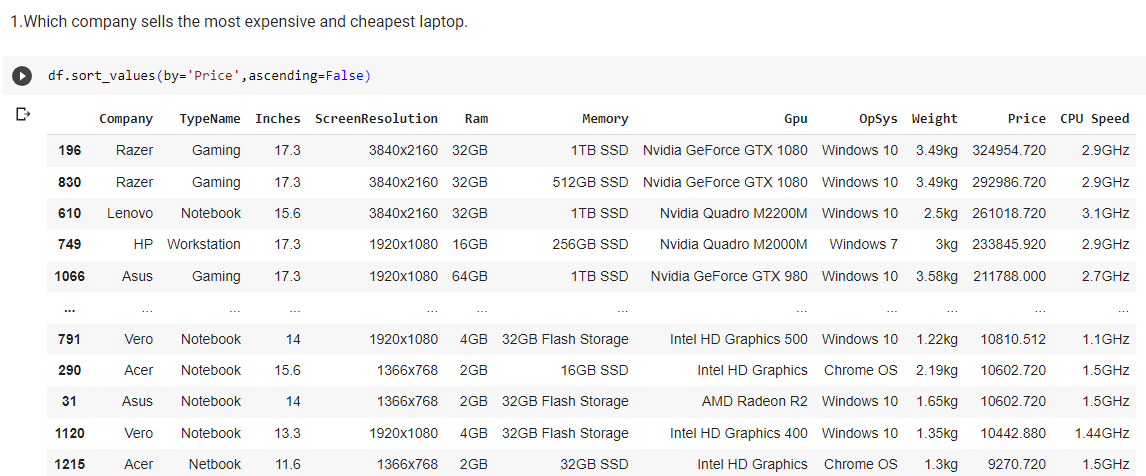 1.Which company sells the most expensive and cheapest laptop.
df.sort_values(by='Price',ascending=False)
Company TypeName Inches ScreenResolution Ram Memory Gpu OpSys Weight Price CPU Speed
196 Razer Gaming 17.3 3840x2160 32GB 1TB SSD Nvidia GeForce GTX 1080 Windows 10 3.49kg 324954.720 2.9GHz
830 Razer Gaming 17.3 3840x2160 32GB 512GB SSD Nvidia GeForce GTX 1080 Windows 10 3.49kg 292986.720 2.9GHz
610 Lenovo Notebook 15.6 3840x2160 32GB 1TB SSD Nvidia Quadro M2200M Windows 10 2.5kg 261018.720 3.1GHz
749 HP Workstation 17.3 1920x1080 16GB 256GB SSD Nvidia Quadro M2000M Windows 7 3kg 233845.920 2.9GHz
1066 Asus Gaming 17.3 1920x1080 64GB 1TB SSD Nvidia GeForce GTX 980 Windows 10 3.58kg 211788.000 2.7GHz
... ... ... ... ... ... ... ... ... ... ... ...
791 Vero Notebook 14 1920x1080 4GB 32GB Flash Storage Intel HD Graphics 500 Windows 10 1.22kg 10810.512 1.1GHz
290 Acer Notebook 15.6 1366x768 2GB 16GB SSD Intel HD Graphics Chrome OS 2.19kg 10602.720 1.5GHz
31 Asus Notebook 14 1366x768 2GB 32GB Flash Storage AMD Radeon R2 Windows 10 1.65kg 10602.720 1.5GHz
1120 Vero Notebook 13.3 1920x1080 4GB 32GB Flash Storage Intel HD Graphics 400 Windows 10 1.35kg 10442.880 1.44GHz
1215 Acer Netbook 11.6 1366x768 2GB 32GB SSD Intel HD Graphics Chrome OS 1.3kg 9270.720 1.5GHz